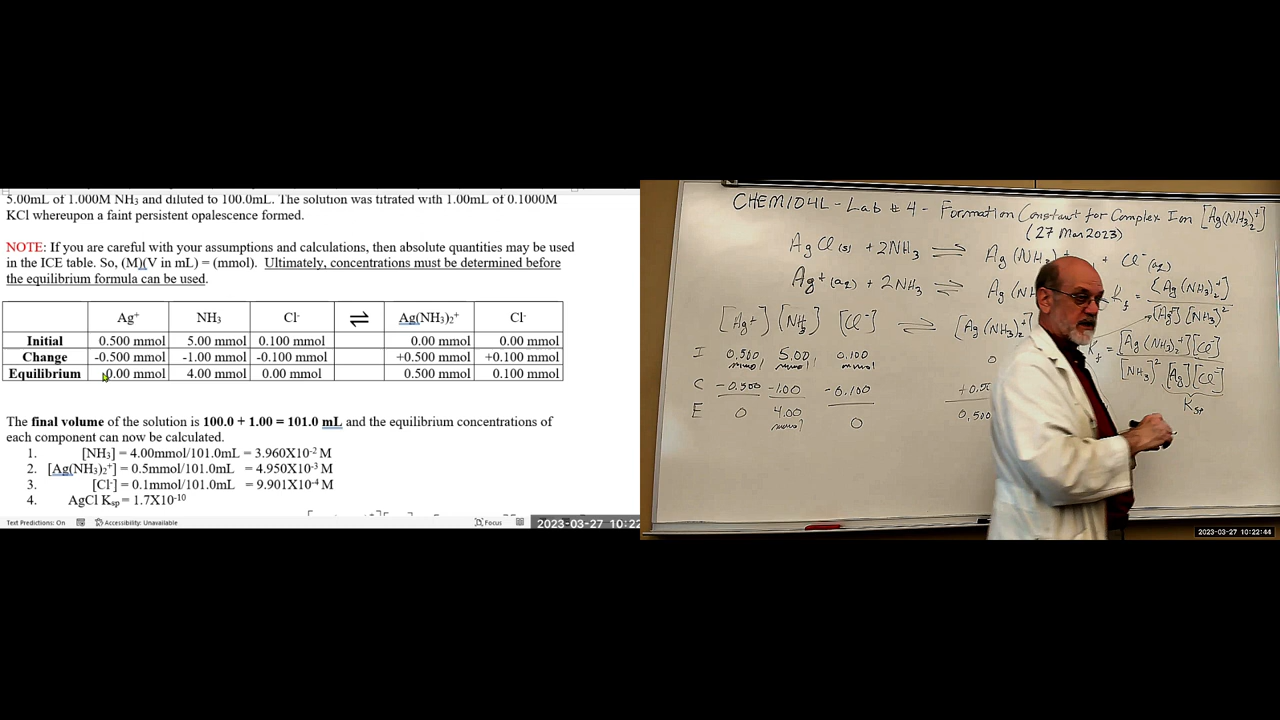 5.00mL of 1.000M NH3 and diluted to 100.0mL. The solution was titrated with 1.00mL of 0.1000M
KCl whereupon a faint persistent opalescence formed.
NOTE: If you are careful with your assumptions and calculations, then absolute quantities may be used
in the ICE table. So, (M)(V in mL) = (mmol). Ultimately, concentrations must be determined before
the equilibrium formula can be used.
Ag+ NH3 Cl- ⇌ Ag(NH3)2+ Cl-
Initial 0.500 mmol 5.00 mmol 0.100 mmol 0.00 mmol 0.00 mmol
Change -0.500 mmol -1.00 mmol -0.100 mmol +0.500 mmol +0.100 mmol
Equilibrium 0.00 mmol 4.00 mmol 0.00 mmol 0.500 mmol 0.100 mmol
The final volume of the solution is 100.0 + 1.00 = 101.0 mL and the equilibrium concentrations of
each component can now be calculated.
1. [NH3] = 4.00mmol/101.0mL = 3.960X10-2 M
2. [Ag(NH3)2+] = 0.5mmol/101.0mL = 4.950X10-3 M
3. [Cl-] = 0.1mmol/101.0mL = 9.901X10-4 M
4. AgCl Ksp = 1.7X10-10
Text Predictions: On Accessibility: Unavailable Focus 2023-03-27 10:22
CHEM104L - Lab # 4 - Formation Constant for Complex Ion [Ag(NH3)2+]
(27 Mar 2023)
AgCl(s) + 2NH3 ⇌ Ag(NH3) + Cl-(aq)
Ag+(aq) + 2NH3 ⇌ Ag(NH Kf = [Ag(NH3)2+]
[Ag][NH3]2
[Ag+] [NH3] [Cl-] ⇌ [Ag(NH3)2+]
Kf = [Ag(NH3)2+][Cl-]
[NH3]2 [Ag][Cl-]
Ksp
I 0.500 mmol 5.00 mmol 0.100 mmol 0
C -0.500 -1.00 -0.100 +0.50
E 0 4.00 mmol 0 0.500
2023-03-27 10:22:44